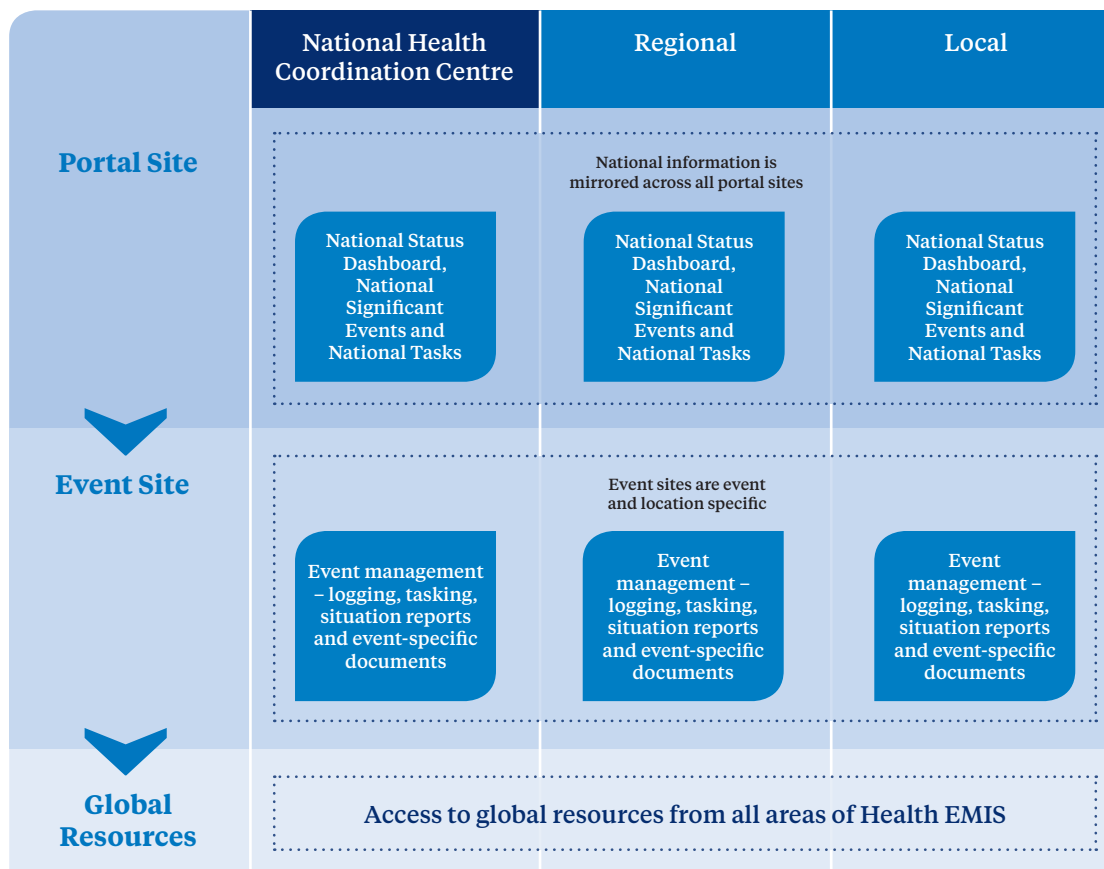 National Health
Coordination Centre
Regional
Local
Portal Site
National information is
mirrored across all portal sites
National Status
Dashboard,
National
Significant
Events and
National Tasks
National Status
Dashboard,
National
Significant
Events and
National Tasks
National Status
Dashboard,
National
Significant
Events and
National Tasks
Event Site
Event sites are event
and location specific
Event management
– logging, tasking,
situation reports
and event-specific
documents
Event
management –
logging, tasking,
situation reports
and event-specific
documents
Event
management –
logging, tasking,
situation reports
and event-specific
documents
Global
Resources
Access to global resources from all areas of Health EMIS